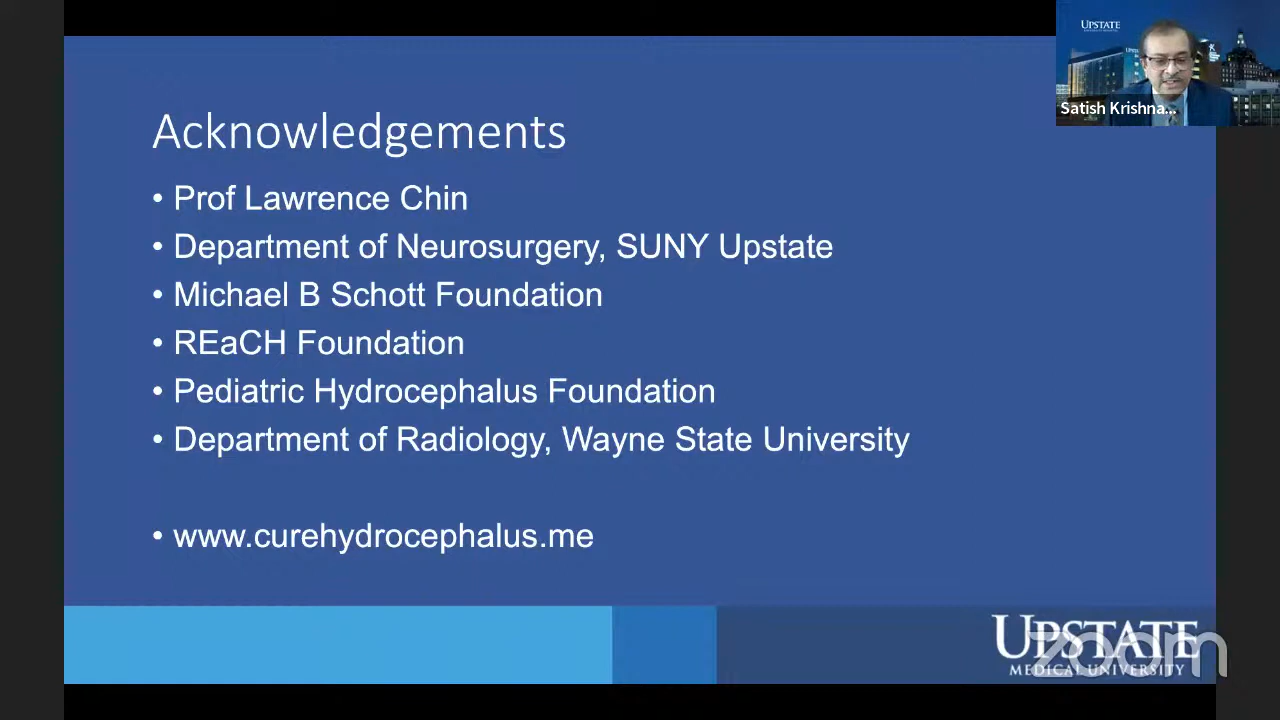 UPSTATE
Satish Krishna...
Acknowledgements
• Prof Lawrence Chin
• Department of Neurosurgery, SUNY Upstate
• Michael B Schott Foundation
• REaCH Foundation
• Pediatric Hydrocephalus Foundation
• Department of Radiology, Wayne State University
• www.curehydrocephalus.me
UPSTATE
MEDICAL UNIVERSITY
zoom